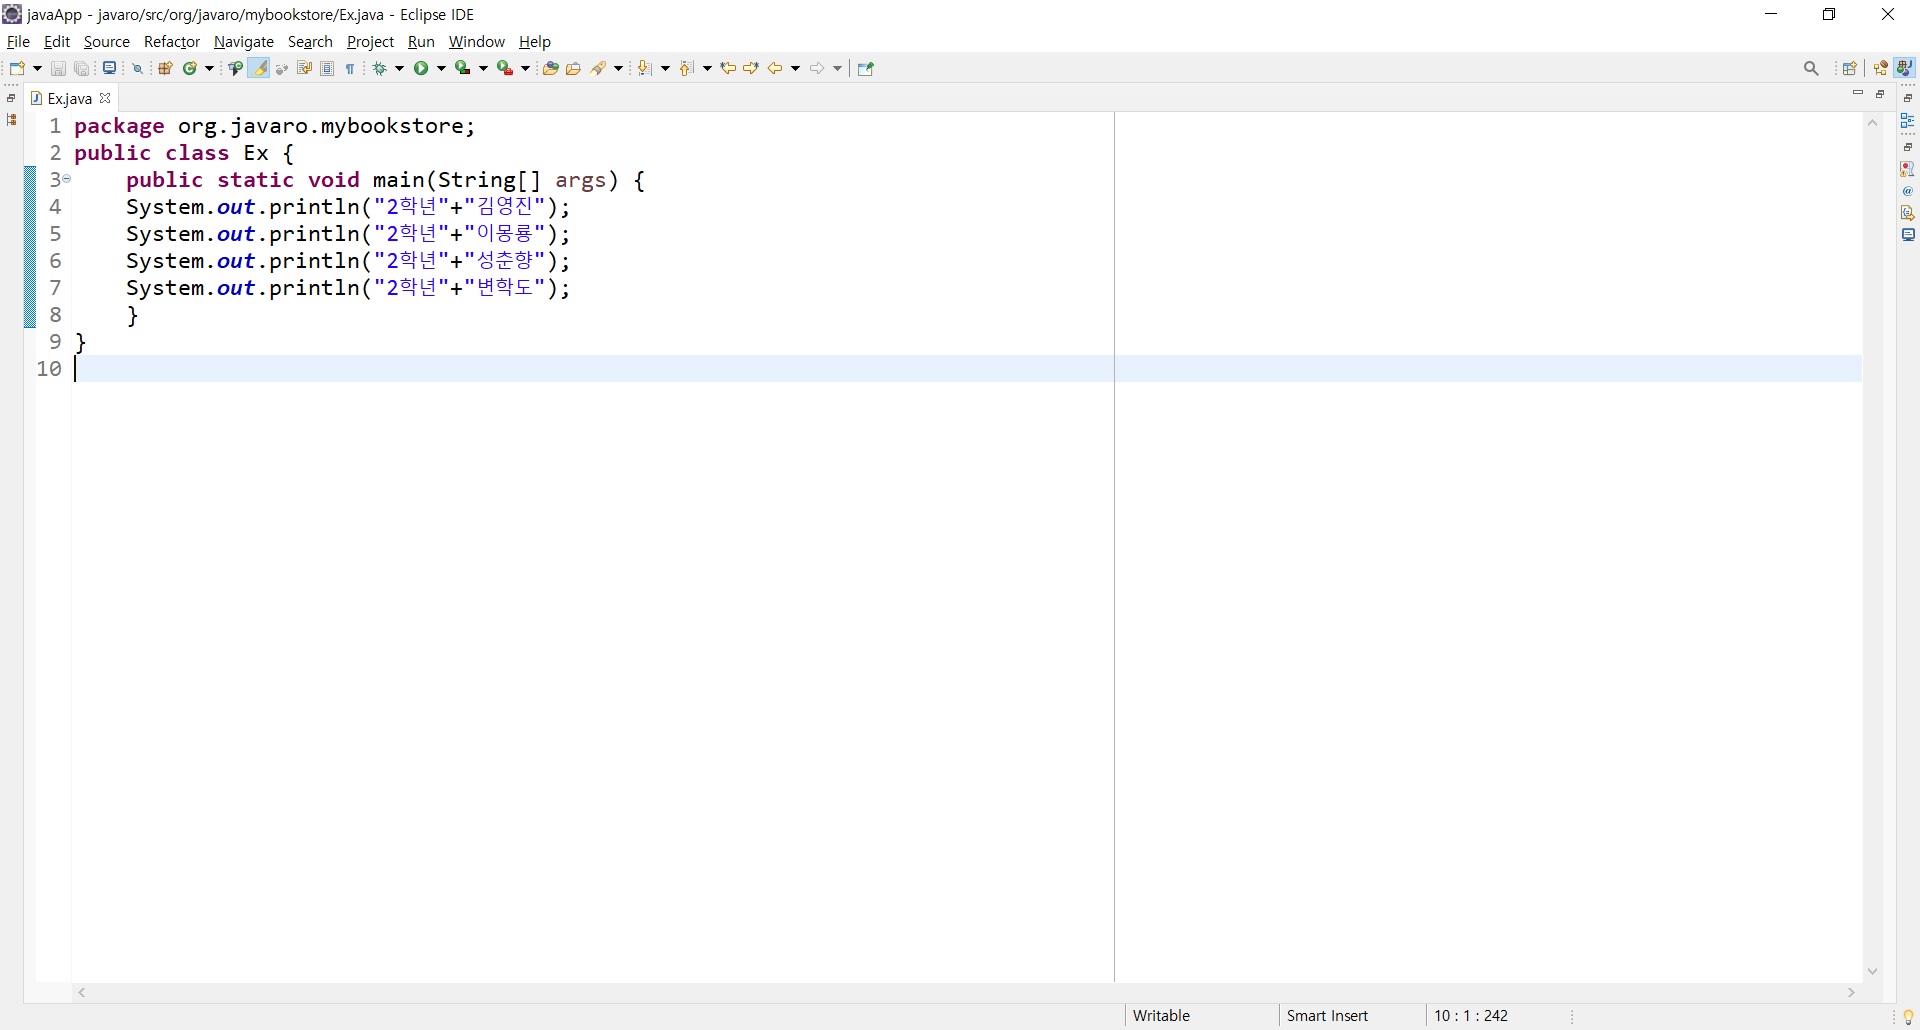 javaApp - javaro/src/org/javaro/mybookstore/Ex.java - Eclipse IDE
File Edit Source Refactor Navigate Search Project Run Window Help
Ex.java
1 package org.javaro.mybookstore;
2 public class Ex {
3 public static void main(String[] args) {
4 System.out.println("2학년"+"김영진");
5 System.out.println("2학년"+"이몽룡");
6 System.out.println("2학년"+"성춘향");
7 System.out.println("2학년"+"변학도");
8 }
9 }
10
Writable Smart Insert 10 : 1 : 242